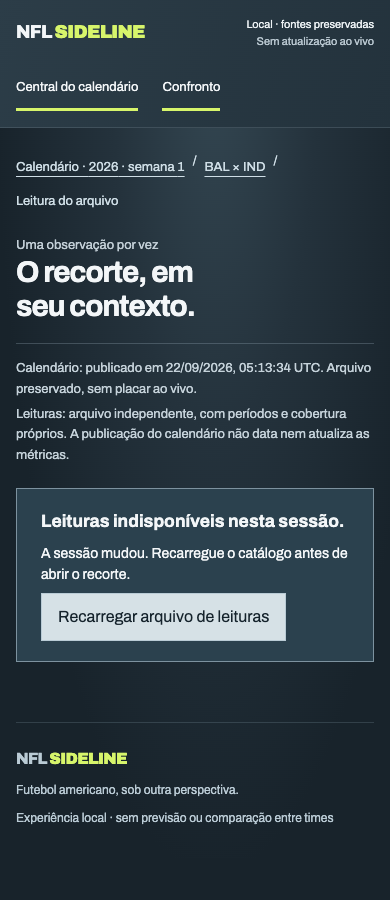 NFL SIDELINE
Local · fontes preservadas
Sem atualização ao vivo
Central do calendário
Confronto
Calendário · 2026 · semana 1 / BAL × IND /
Leitura do arquivo
Uma observação por vez
O recorte, em
seu contexto.
Calendário: publicado em 22/09/2026, 05:13:34 UTC. Arquivo
preservado, sem placar ao vivo.
Leituras: arquivo independente, com períodos e cobertura
próprios. A publicação do calendário não data nem atualiza as
métricas.
Leituras indisponíveis nesta sessão.
A sessão mudou. Recarregue o catálogo antes de
abrir o recorte.
Recarregar arquivo de leituras
NFL SIDELINE
Futebol americano, sob outra perspectiva.
Experiência local · sem previsão ou comparação entre times